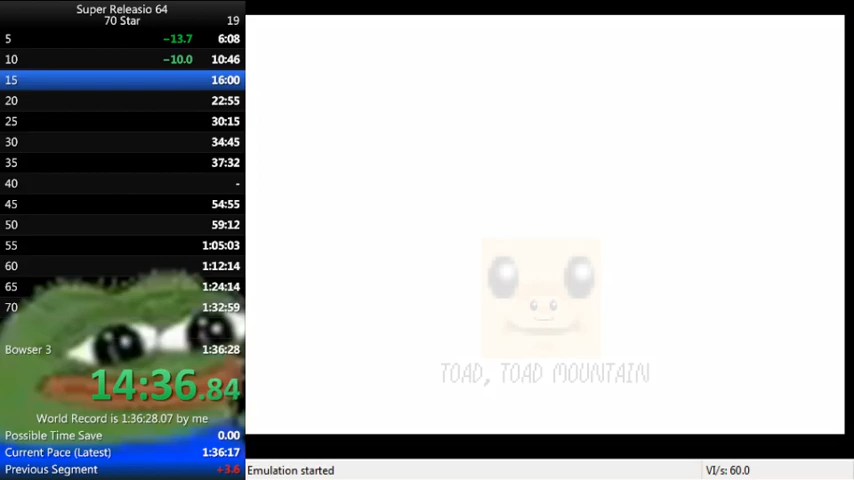 Super Releasio 64
70 Star 19
5 −13.7 6:08
10 −10.0 10:46
15 16:00
20 22:55
25 30:15
30 34:45
35 37:32
40 -
45 54:55
50 59:12
55 1:05:03
60 1:12:14
65 1:24:14
70 1:32:59
Bowser 3 1:36:28
14:36.84
World Record is 1:36:28.07 by me
Possible Time Save 0.00
Current Pace (Latest) 1:36:17
Previous Segment +3.6
TOAD, TOAD MOUNTAIN
Emulation started VI/s: 60.0